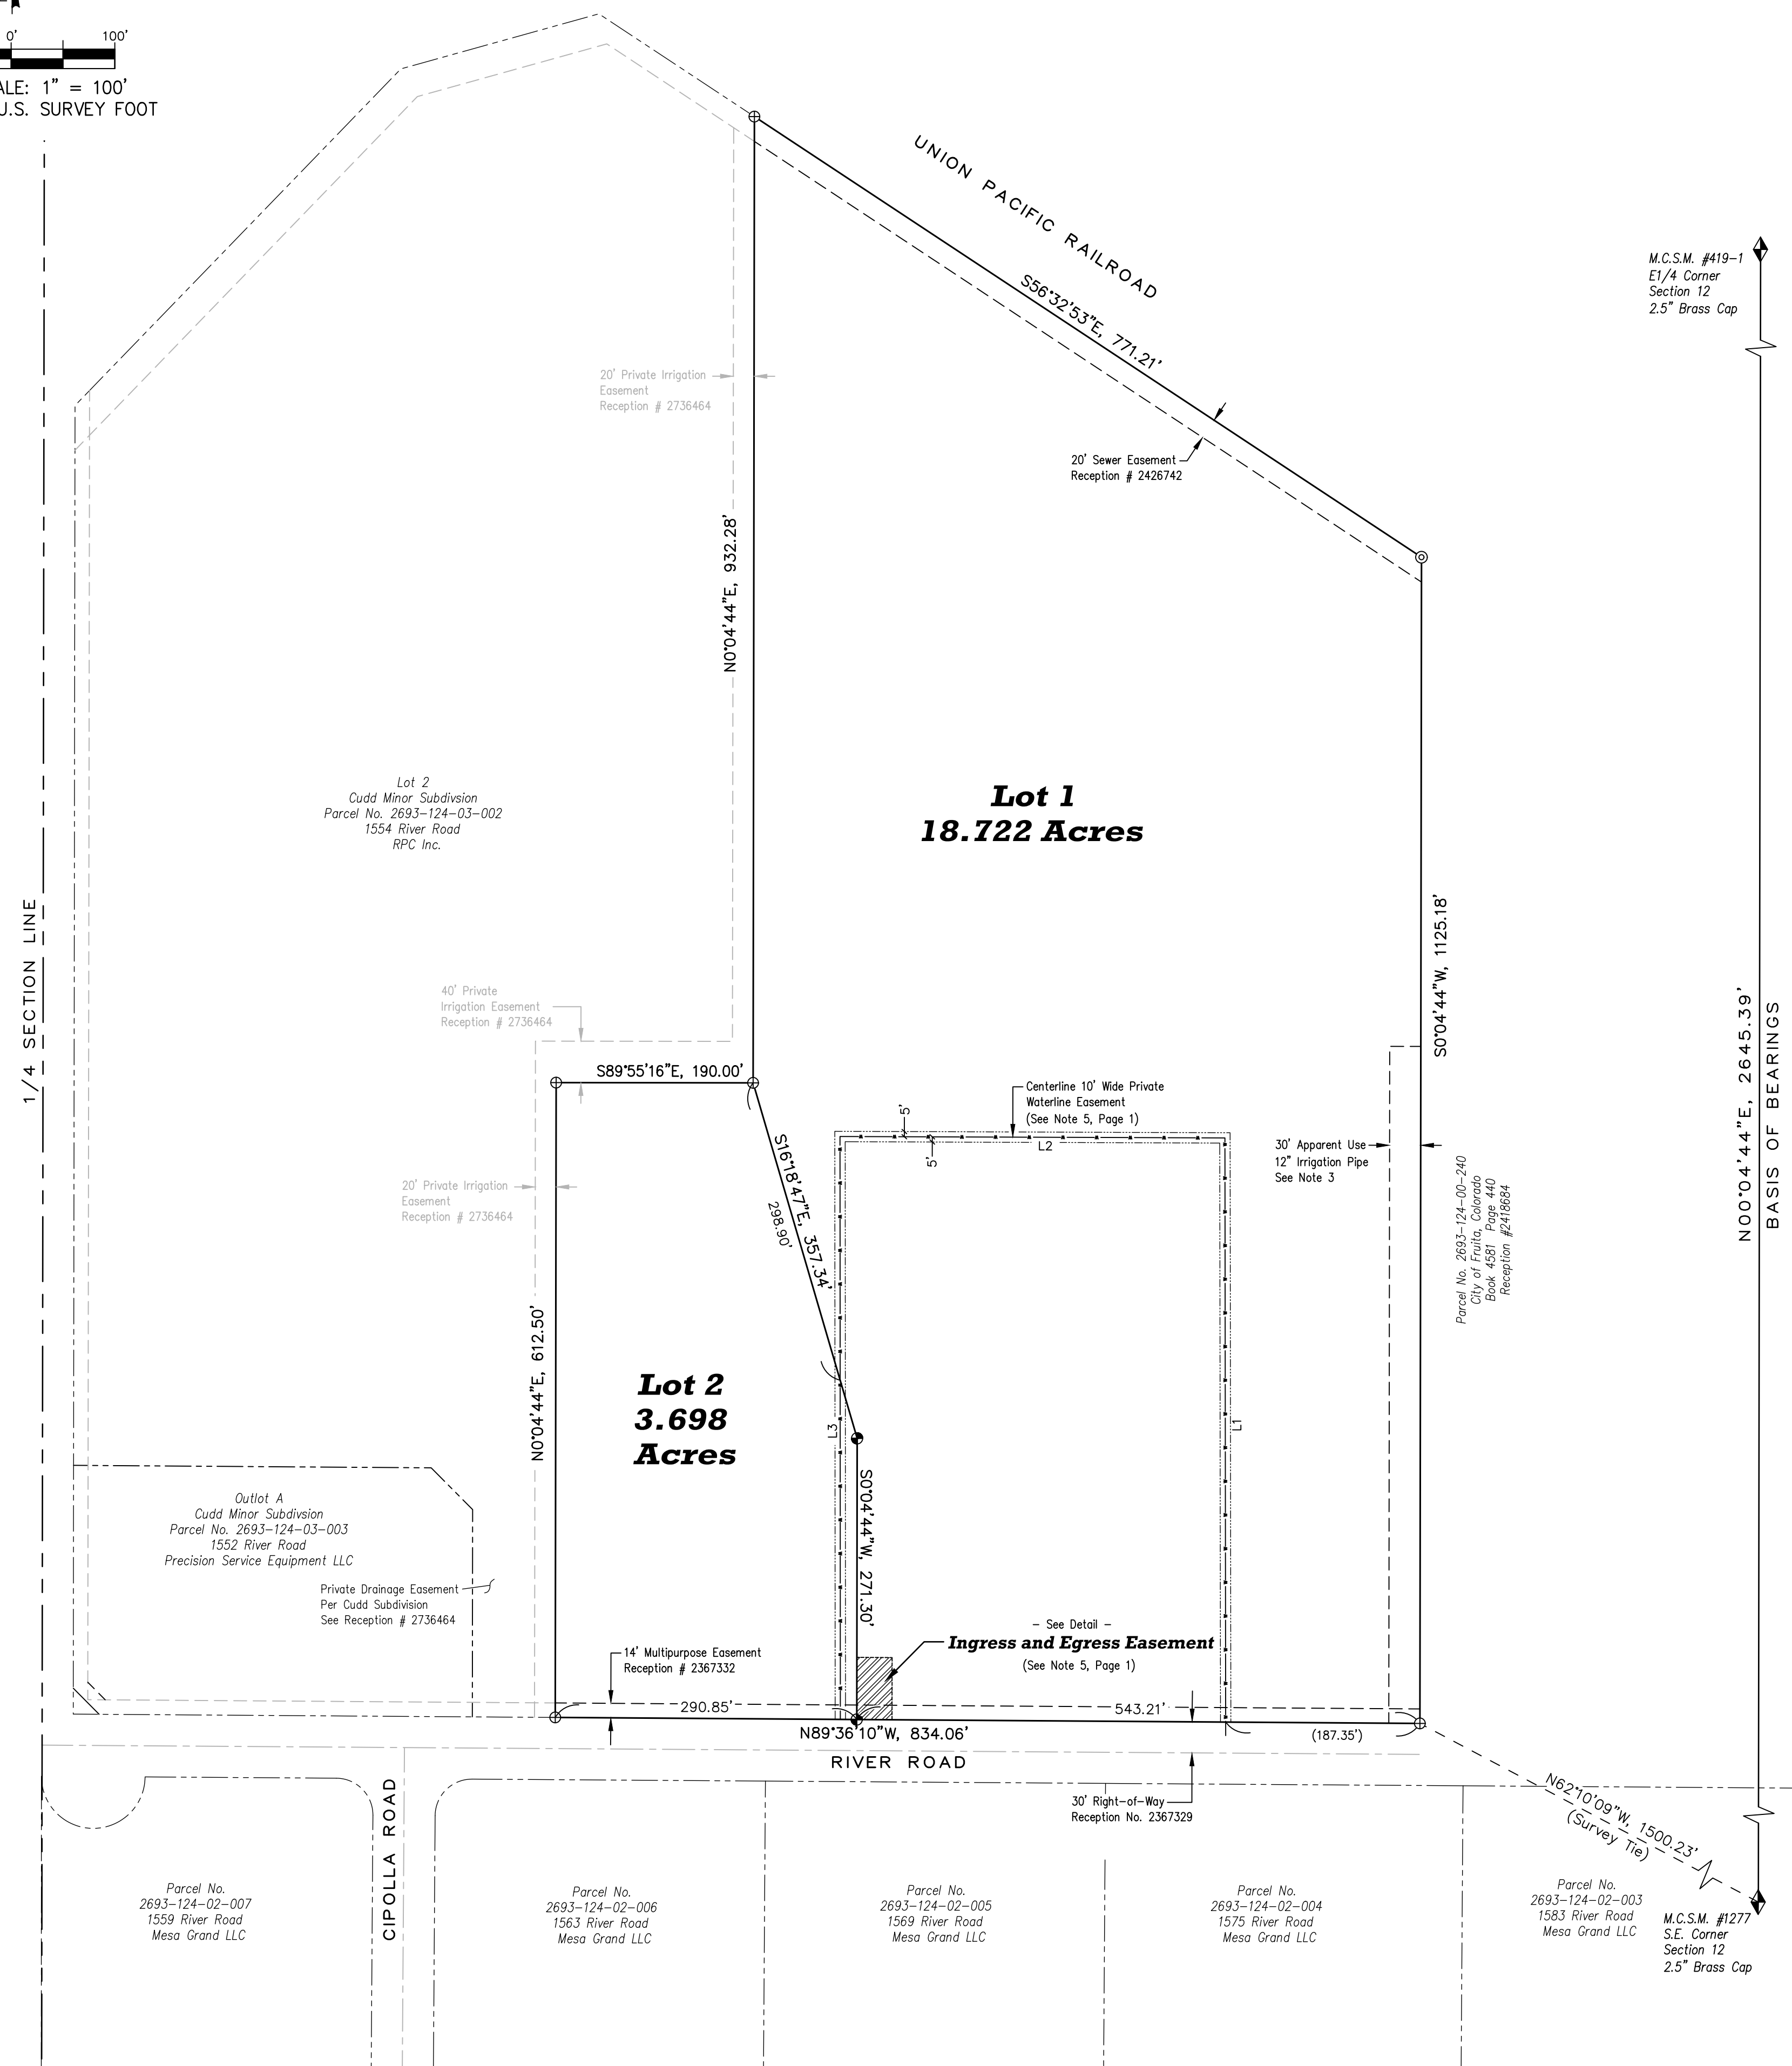 0' 100'
ALE: 1" = 100'
U.S. SURVEY FOOT
UNION PACIFIC RAILROAD
S56°32'53"E, 771.21'
M.C.S.M. #419-1
E1/4 Corner
Section 12
2.5" Brass Cap
20' Private Irrigation
Easement
Reception # 2736464
20' Sewer Easement
Reception # 2426742
N0°04'44"E, 932.28'
Lot 2
Cudd Minor Subdivsion
Parcel No. 2693-124-03-002
1554 River Road
RPC Inc.
Lot 1
18.722 Acres
1/4 SECTION LINE
S0°04'44"W, 1125.18'
N00°04'44"E, 2645.39'
BASIS OF BEARINGS
40' Private
Irrigation Easement
Reception # 2736464
S89°55'16"E, 190.00'
Centerline 10' Wide Private
Waterline Easement
(See Note 5, Page 1)
5'
5'
L2
30' Apparent Use
12" Irrigation Pipe
See Note 3
S16°18'47"E, 357.34'
298.90'
20' Private Irrigation
Easement
Reception # 2736464
Parcel No. 2693-124-00-240
City of Fruita, Colorado
Book 4581 Page 440
Reception #2418684
N0°04'44"E, 612.50'
Lot 2
3.698
Acres
L3
L1
S0°04'44"W, 271.30'
Outlot A
Cudd Minor Subdivsion
Parcel No. 2693-124-03-003
1552 River Road
Precision Service Equipment LLC
Private Drainage Easement
Per Cudd Subdivision
See Reception # 2736464
- See Detail -
Ingress and Egress Easement
(See Note 5, Page 1)
14' Multipurpose Easement
Reception # 2367332
290.85'
543.21'
N89°36'10"W, 834.06'
(187.35')
RIVER ROAD
30' Right-of-Way
Reception No. 2367329
CIPOLLA ROAD
N62°10'09"W, 1500.23'
(Survey Tie)
Parcel No.
2693-124-02-007
1559 River Road
Mesa Grand LLC
Parcel No.
2693-124-02-006
1563 River Road
Mesa Grand LLC
Parcel No.
2693-124-02-005
1569 River Road
Mesa Grand LLC
Parcel No.
2693-124-02-004
1575 River Road
Mesa Grand LLC
Parcel No.
2693-124-02-003
1583 River Road
Mesa Grand LLC
M.C.S.M. #1277
S.E. Corner
Section 12
2.5" Brass Cap